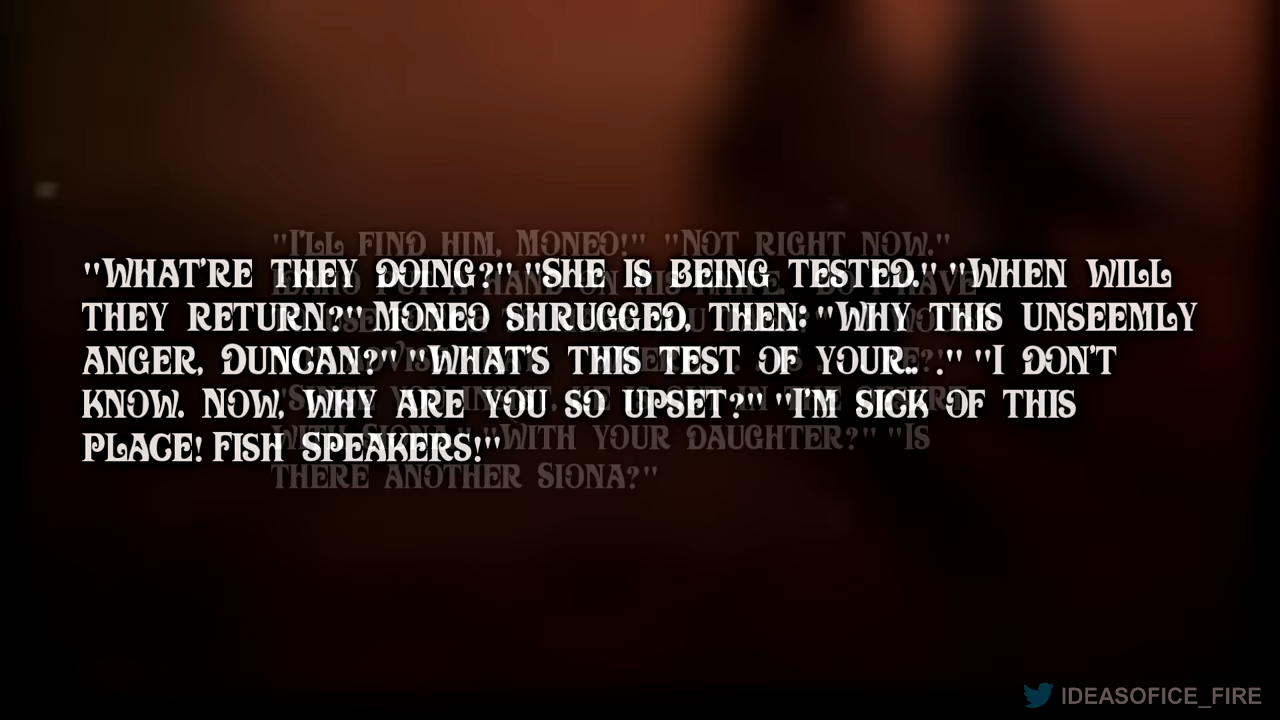 "I'LL FIND HIM, MONEO!" "NOT RIGHT NOW."
"WHAT'RE THEY DOING?" "SHE IS BEING TESTED." "WHEN WILL
THEY RETURN?" MONEO SHRUGGED, THEN: "WHY THIS UNSEEMLY
ANGER, DUNCAN?" "WHAT'S THIS TEST OF YOUR.. ." "I DON'T
KNOW. NOW, WHY ARE YOU SO UPSET?" "I'M SICK OF THIS
PLACE! FISH SPEAKERS!"
WITH SIONA." "WITH YOUR DAUGHTER?" "IS
THERE ANOTHER SIONA?"
IDEASOFICE_FIRE